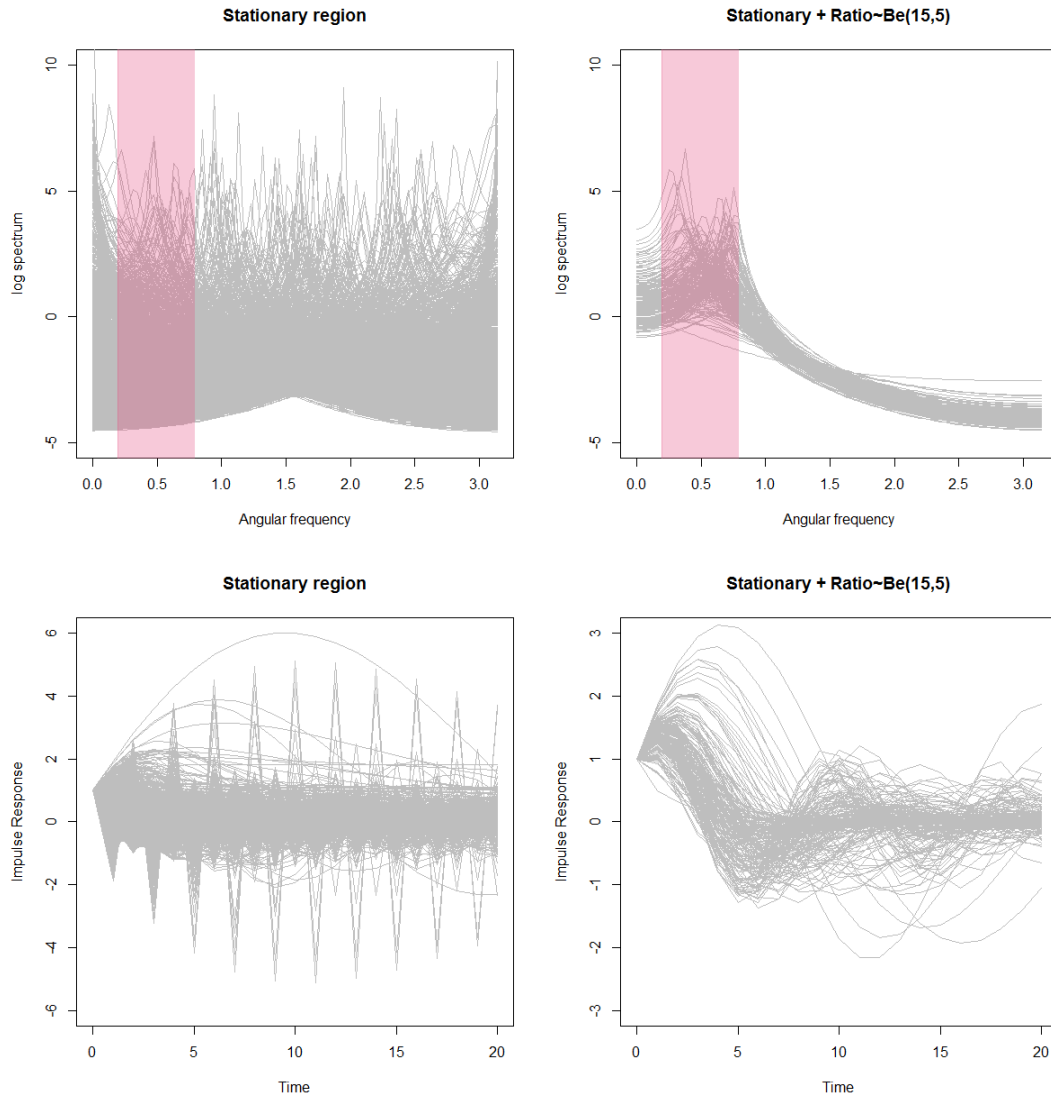 Stationary region
10
5
0
-5
log spectrum
0.0 0.5 1.0 1.5 2.0 2.5 3.0
Angular frequency
Stationary + Ratio~Be(15,5)
10
5
0
-5
log spectrum
0.0 0.5 1.0 1.5 2.0 2.5 3.0
Angular frequency
Stationary region
6
4
2
0
-2
-4
-6
Impulse Response
0 5 10 15 20
Time
Stationary + Ratio~Be(15,5)
3
2
1
0
-1
-2
-3
Impulse Response
0 5 10 15 20
Time